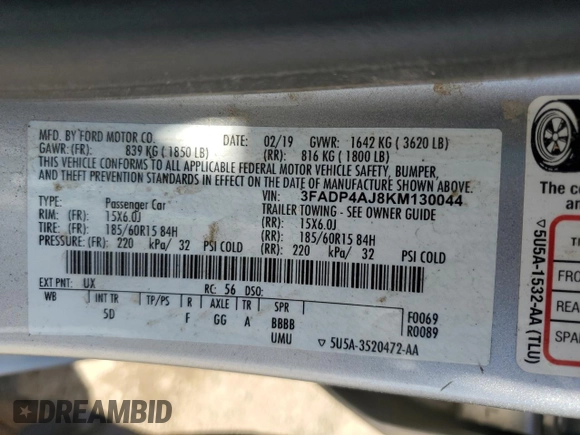 MFD. BY FORD MOTOR CO. DATE: 02/19 GVWR: 1642 KG ( 3620 LB)
GAWR: (FR): 839 KG ( 1850 LB) (RR): 816 KG ( 1800 LB)
THIS VEHICLE CONFORMS TO ALL APPLICABLE FEDERAL MOTOR VEHICLE SAFETY, BUMPER,
AND THEFT PREVENTION STANDARDS IN EFFECT ON THE DATE OF MANUFACTURE SHOWN ABOVE.
VIN: 3FADP4AJ8KM130044
TYPE: Passenger Car TRAILER TOWING - SEE OWNER GUIDE
RIM: (FR): 15X6.0J (RR): 15X6.0J
TIRE: (FR): 185/60R15 84H (RR): 185/60R15 84H
PRESSURE: (FR): 220 kPa/ 32 PSI COLD (RR): 220 kPa/ 32 PSI COLD
EXT PNT: UX RC: 56 DSO:
WB INT TR TP/PS R AXLE TR SPR F0069
5D F GG A BBBB R0089
UMU ▽ 5U5A-3520472-AA
The ca
FRO
REA
SPA
▽5U5A-1532-AA (TLU)
DREAMBID